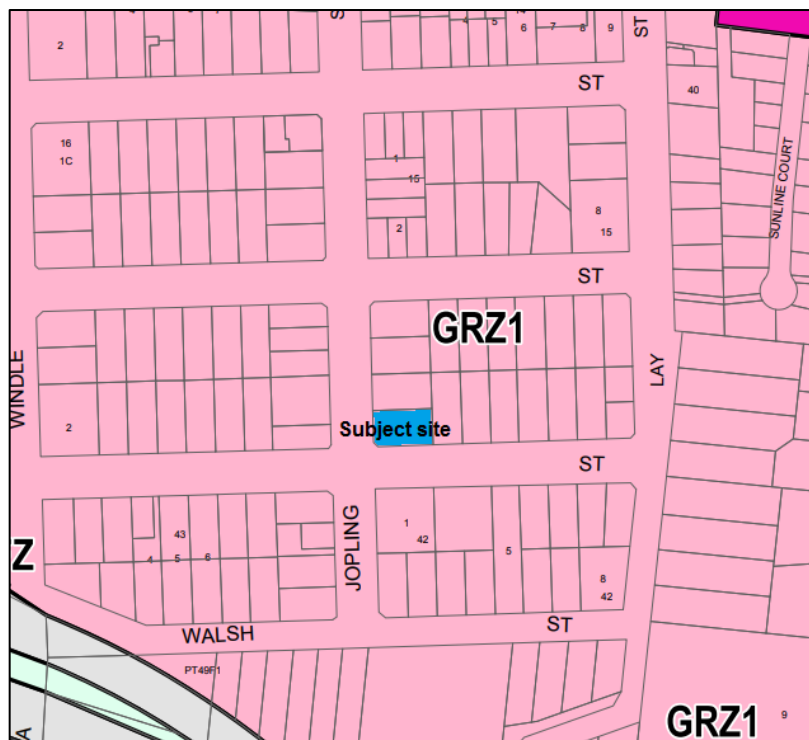 4 5
2
4 5 6 7 8 9
ST
ST
40
16
1C
1
15
SUNLINE COURT
2
8
15
ST
GRZ1
LAY
WINDLE
Subject site
2
ST
JOPLING
1
42
43
4 5 6
5
Z
8
42
WALSH
ST
PT49F1
GRZ1
9
A